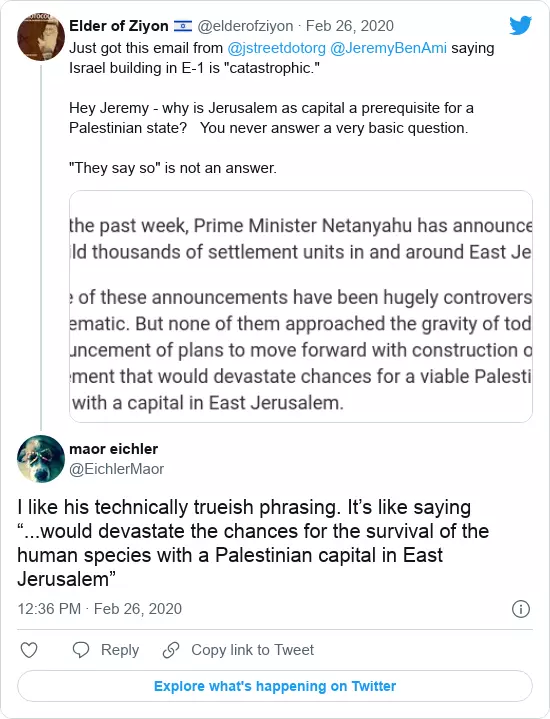 Elder of Ziyon 🇮🇱 @elderofziyon · Feb 26, 2020
Just got this email from @jstreetdotorg @JeremyBenAmi saying
Israel building in E-1 is "catastrophic."
Hey Jeremy - why is Jerusalem as capital a prerequisite for a
Palestinian state? You never answer a very basic question.
"They say so" is not an answer.
the past week, Prime Minister Netanyahu has announce
ld thousands of settlement units in and around East Je
e of these announcements have been hugely controvers
ematic. But none of them approached the gravity of tod
uncement of plans to move forward with construction o
ement that would devastate chances for a viable Palesti
with a capital in East Jerusalem.
maor eichler
@EichlerMaor
I like his technically trueish phrasing. It’s like saying
“...would devastate the chances for the survival of the
human species with a Palestinian capital in East
Jerusalem”
12:36 PM · Feb 26, 2020
Reply Copy link to Tweet
Explore what's happening on Twitter